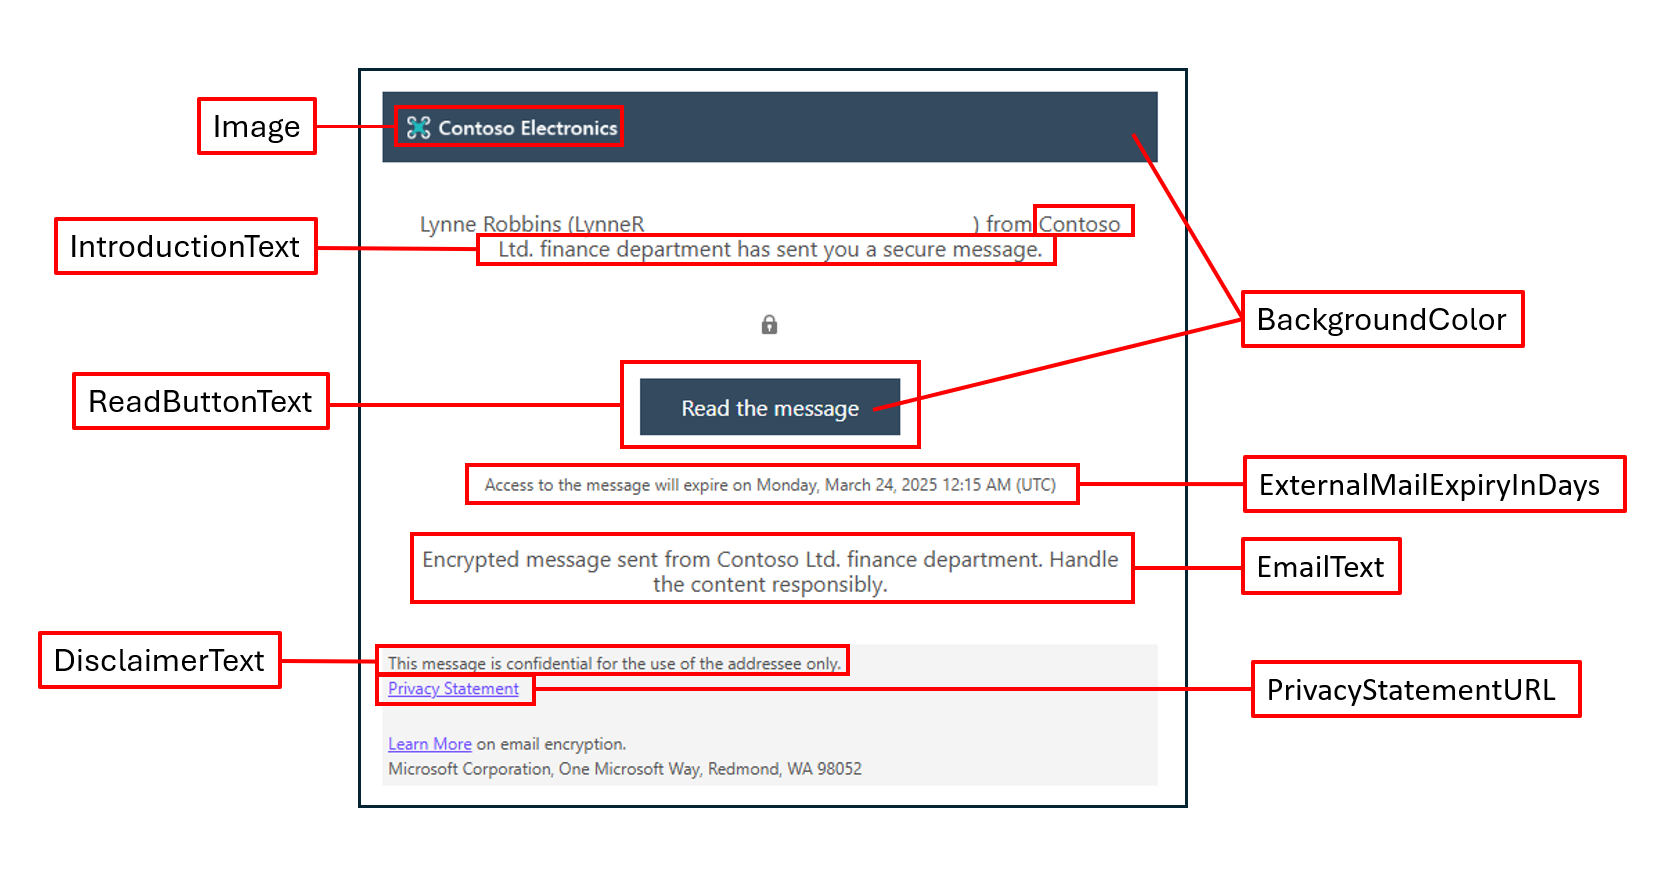 Image
Contoso Electronics
Lynne Robbins (LynneR ) from Contoso
IntroductionText
Ltd. finance department has sent you a secure message.
BackgroundColor
ReadButtonText
Read the message
Access to the message will expire on Monday, March 24, 2025 12:15 AM (UTC)
ExternalMailExpiryInDays
Encrypted message sent from Contoso Ltd. finance department. Handle
the content responsibly.
EmailText
DisclaimerText
This message is confidential for the use of the addressee only.
Privacy Statement
PrivacyStatementURL
Learn More on email encryption.
Microsoft Corporation, One Microsoft Way, Redmond, WA 98052